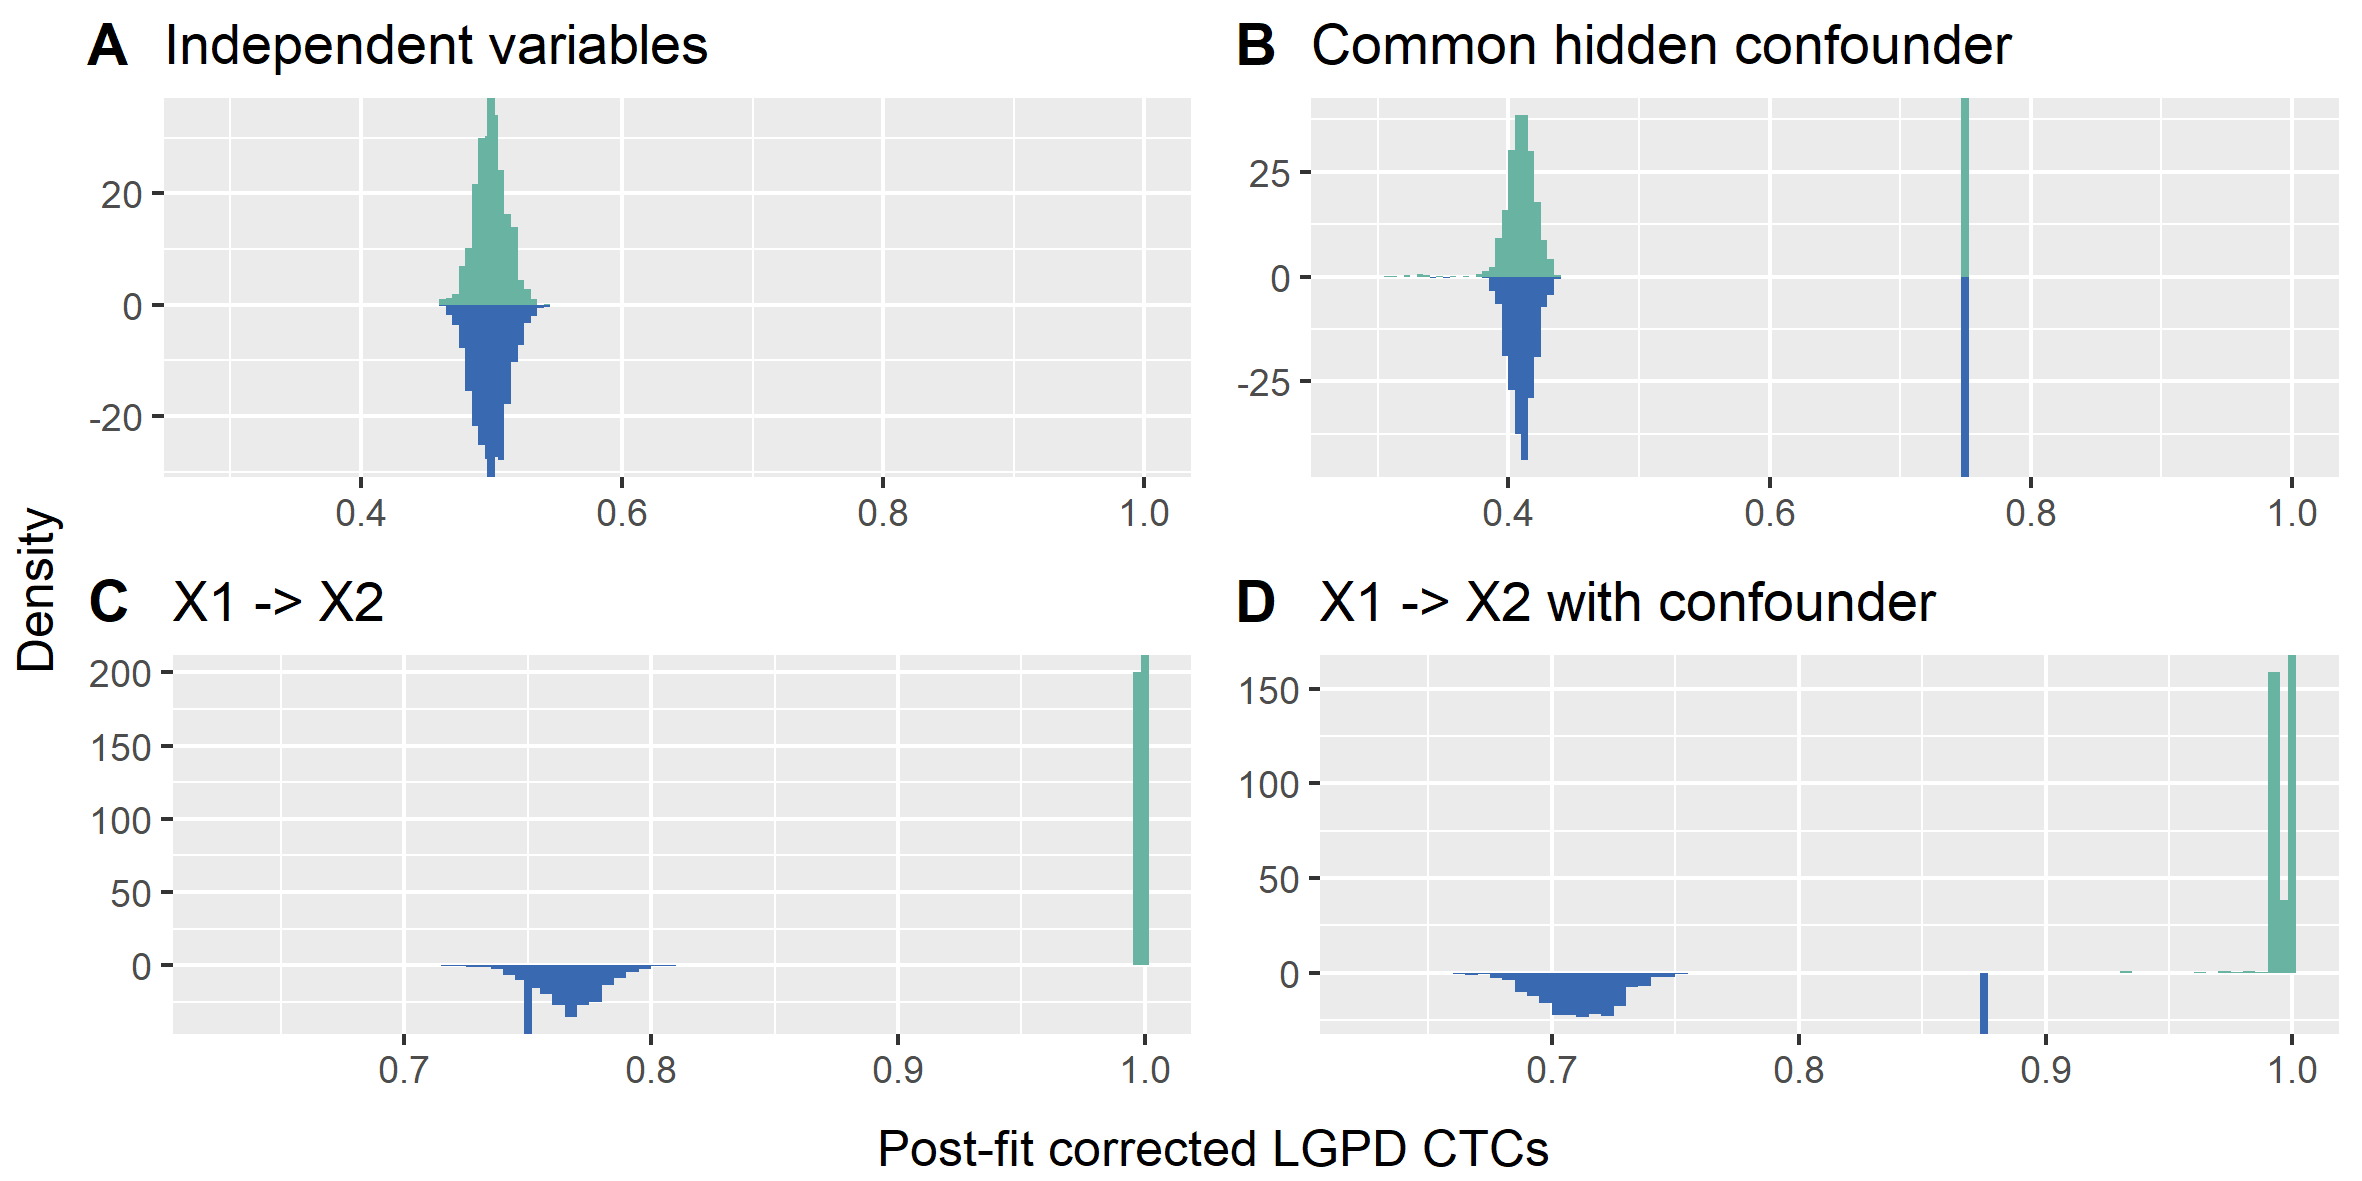 A Independent variables
20
0
-20
0.4 0.6 0.8 1.0
B Common hidden confounder
25
0
-25
0.4 0.6 0.8 1.0
Density
C X1 -> X2
200
150
100
50
0
0.7 0.8 0.9 1.0
D X1 -> X2 with confounder
150
100
50
0
0.7 0.8 0.9 1.0
Post-fit corrected LGPD CTCs